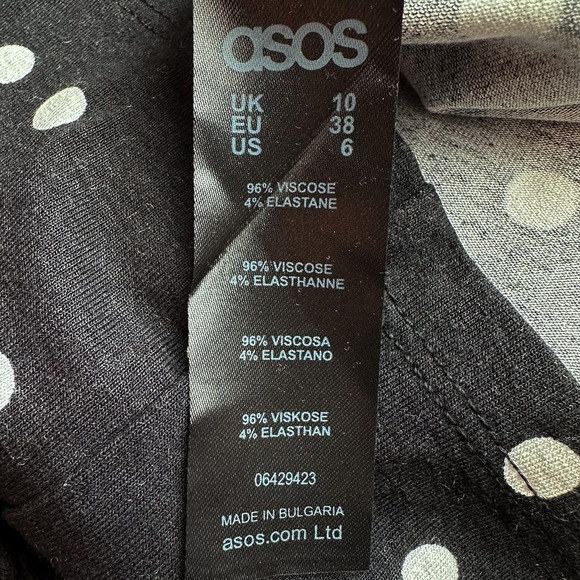 asos
UK 10
EU 38
US 6
96% VISCOSE
4% ELASTANE
96% VISCOSE
4% ELASTHANNE
96% VISCOSA
4% ELASTANO
96% VISKOSE
4% ELASTHAN
06429423
MADE IN BULGARIA
asos.com Ltd